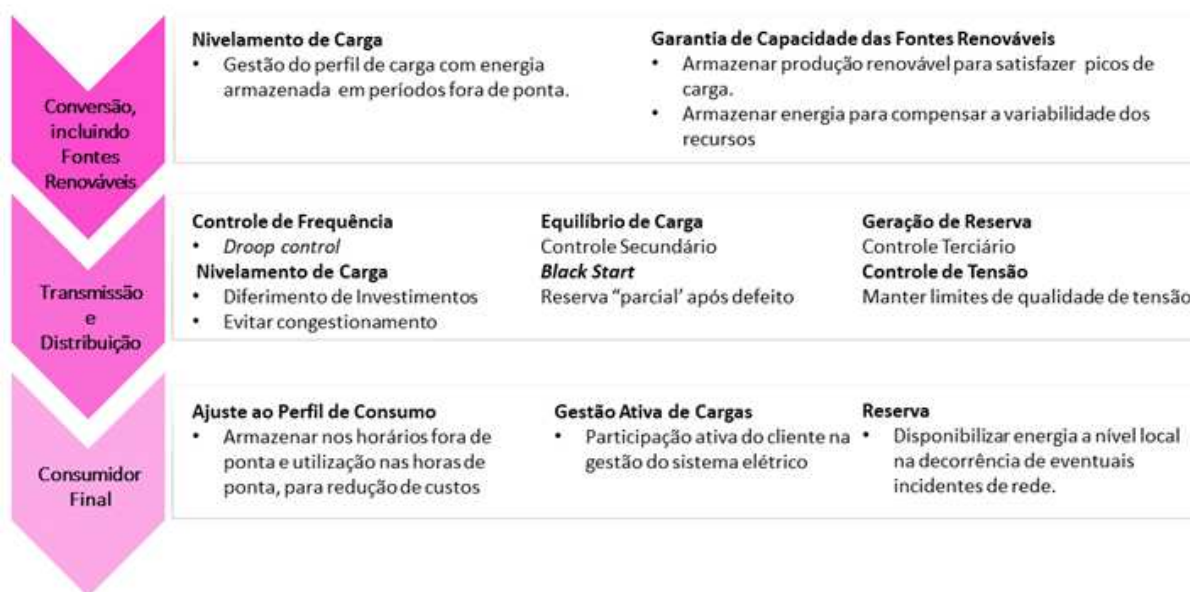 Conversão,
incluindo
Fontes
Renováveis
Nivelamento de Carga
• Gestão do perfil de carga com energia
armazenada em períodos fora de ponta.
Garantia de Capacidade das Fontes Renováveis
• Armazenar produção renovável para satisfazer picos de
carga.
• Armazenar energia para compensar a variabilidade dos
recursos
Transmissão
e
Distribuição
Controle de Frequência
• Droop control
Nivelamento de Carga
• Diferimento de Investimentos
• Evitar congestionamento
Equilíbrio de Carga
Controle Secundário
Black Start
Reserva "parcial' após defeito
Geração de Reserva
Controle Terciário
Controle de Tensão
Manter limites de qualidade de tensão
Consumidor
Final
Ajuste ao Perfil de Consumo
• Armazenar nos horários fora de
ponta e utilização nas horas de
ponta, para redução de custos
Gestão Ativa de Cargas
• Participação ativa do cliente na
gestão do sistema elétrico
Reserva
• Disponibilizar energia a nível local
na decorrência de eventuais
incidentes de rede.